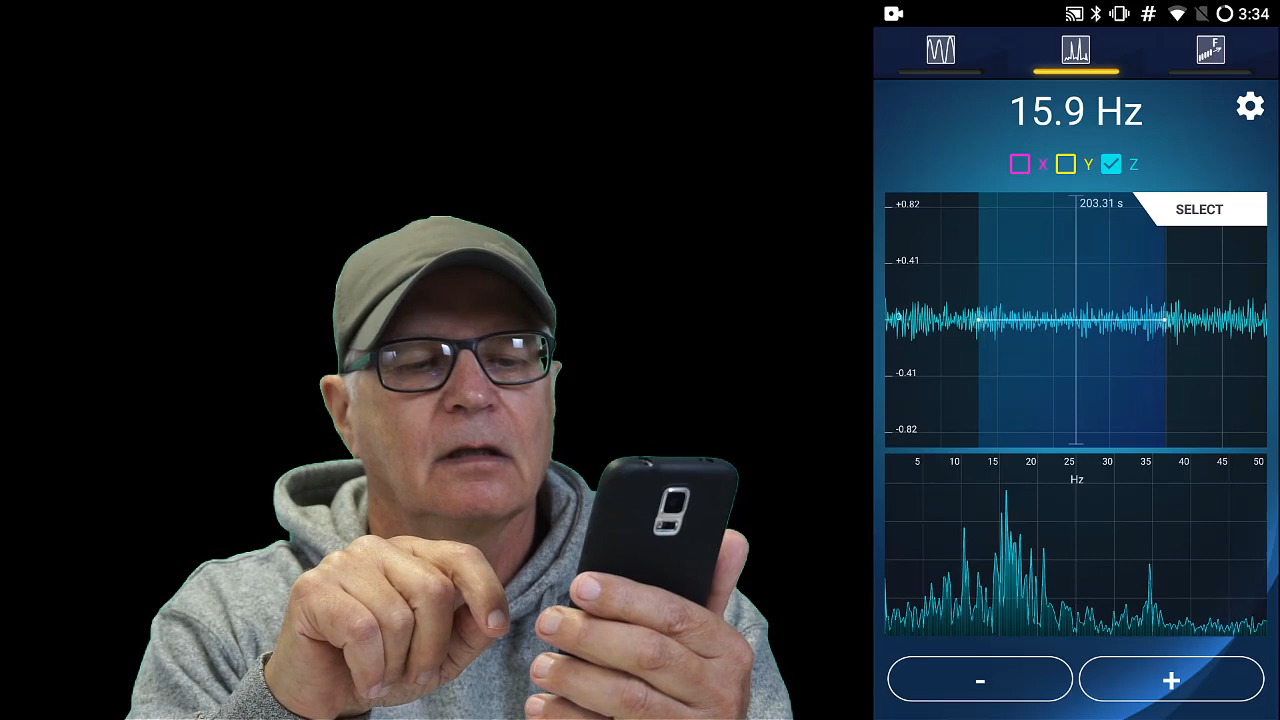 # 3:34
F
15.9 Hz
X Y Z
+0.82 203.31 s SELECT
+0.41
0
-0.41
-0.82
5 10 15 20 25 30 35 40 45 50
Hz
- +